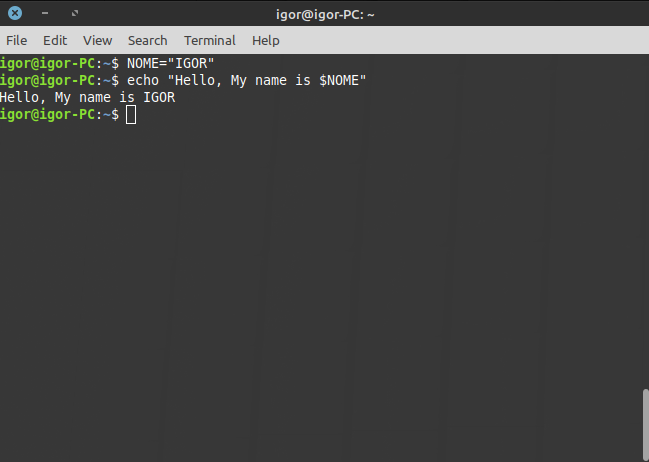 igor@igor-PC: ~
File Edit View Search Terminal Help
igor@igor-PC:~$ NOME="IGOR"
igor@igor-PC:~$ echo "Hello, My name is $NOME"
Hello, My name is IGOR
igor@igor-PC:~$